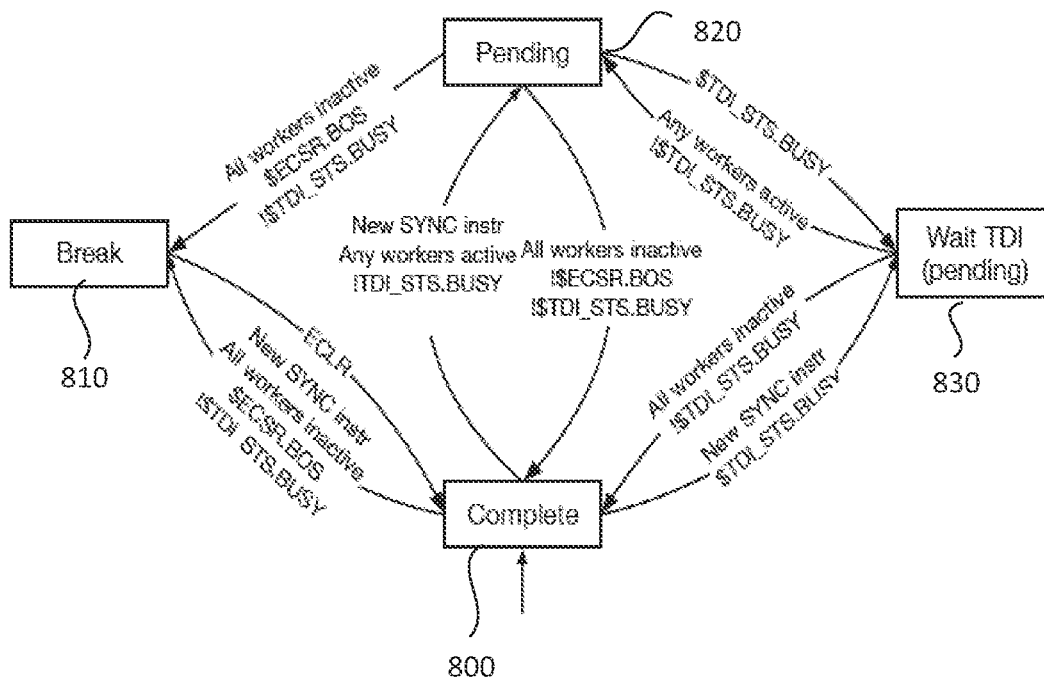 820
Pending
All workers inactive
$ECSR.BOS
!$TDI_STS.BUSY
$TDI_STS.BUSY
Any workers active
!$TDI_STS.BUSY
New SYNC instr
Any workers active
!TDI_STS.BUSY
All workers inactive
!$ECSR.BOS
!$TDI_STS.BUSY
Break
810
Wait TDI
(pending)
830
ECLR
New SYNC instr
All workers inactive
$ECSR.BOS
!$TDI_STS.BUSY
All workers inactive
!$TDI_STS.BUSY
New SYNC instr
$TDI_STS.BUSY
Complete
800